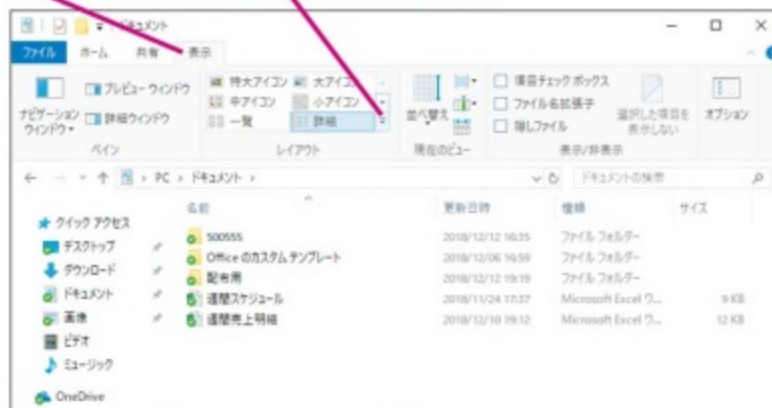 ドキュメント
ファイル ホーム 共有 表示
ナビゲーション ウィンドウ
プレビュー ウィンドウ
詳細ウィンドウ
ペイン
特大アイコン 大アイコン
中アイコン 小アイコン
一覧 詳細
レイアウト
並べ替え
現在のビュー
項目チェック ボックス
ファイル名拡張子
隠しファイル
選択した項目を
表示しない
表示/非表示
オプション
PC > ドキュメント >
ドキュメントの検索
名前 更新日時 種類 サイズ
クイック アクセス
デスクトップ
ダウンロード
ドキュメント
画像
ビデオ
ミュージック
OneDrive
500555 2018/12/12 16:35 ファイル フォルダー
Office のカスタム テンプレート 2018/12/06 16:59 ファイル フォルダー
配布用 2018/12/12 19:19 ファイル フォルダー
週間スケジュール 2018/11/24 17:37 Microsoft Excel ワ... 9 KB
週間売上明細 2018/12/10 19:12 Microsoft Excel ワ... 12 KB